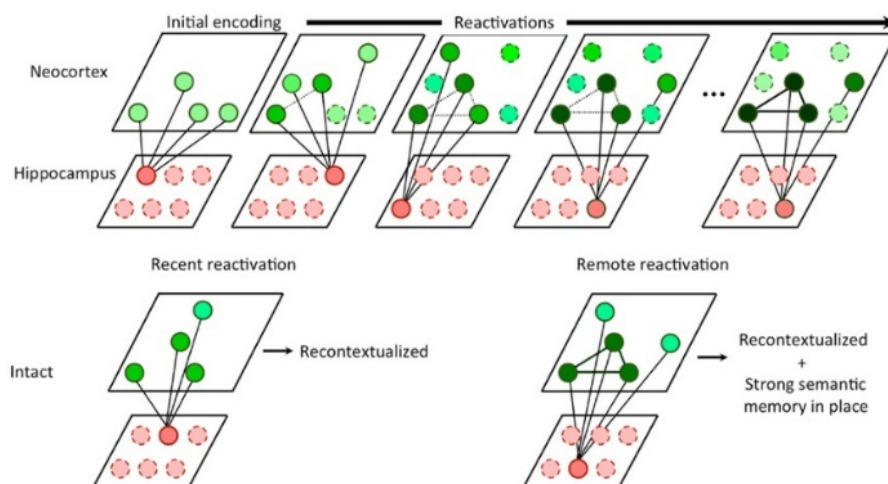 Initial encoding
Reactivations
Neocortex
...
Hippocampus
Recent reactivation
Remote reactivation
Intact
Recontextualized
Recontextualized
+
Strong semantic
memory in place